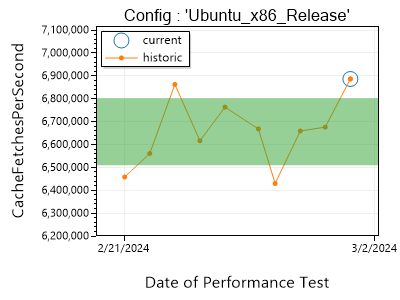 Config : 'Ubuntu_x86_Release'
CacheFetchesPerSecond
7,100,000
7,000,000
6,900,000
6,800,000
6,700,000
6,600,000
6,500,000
6,400,000
6,300,000
6,200,000
current
historic
2/21/2024
3/2/2024
Date of Performance Test